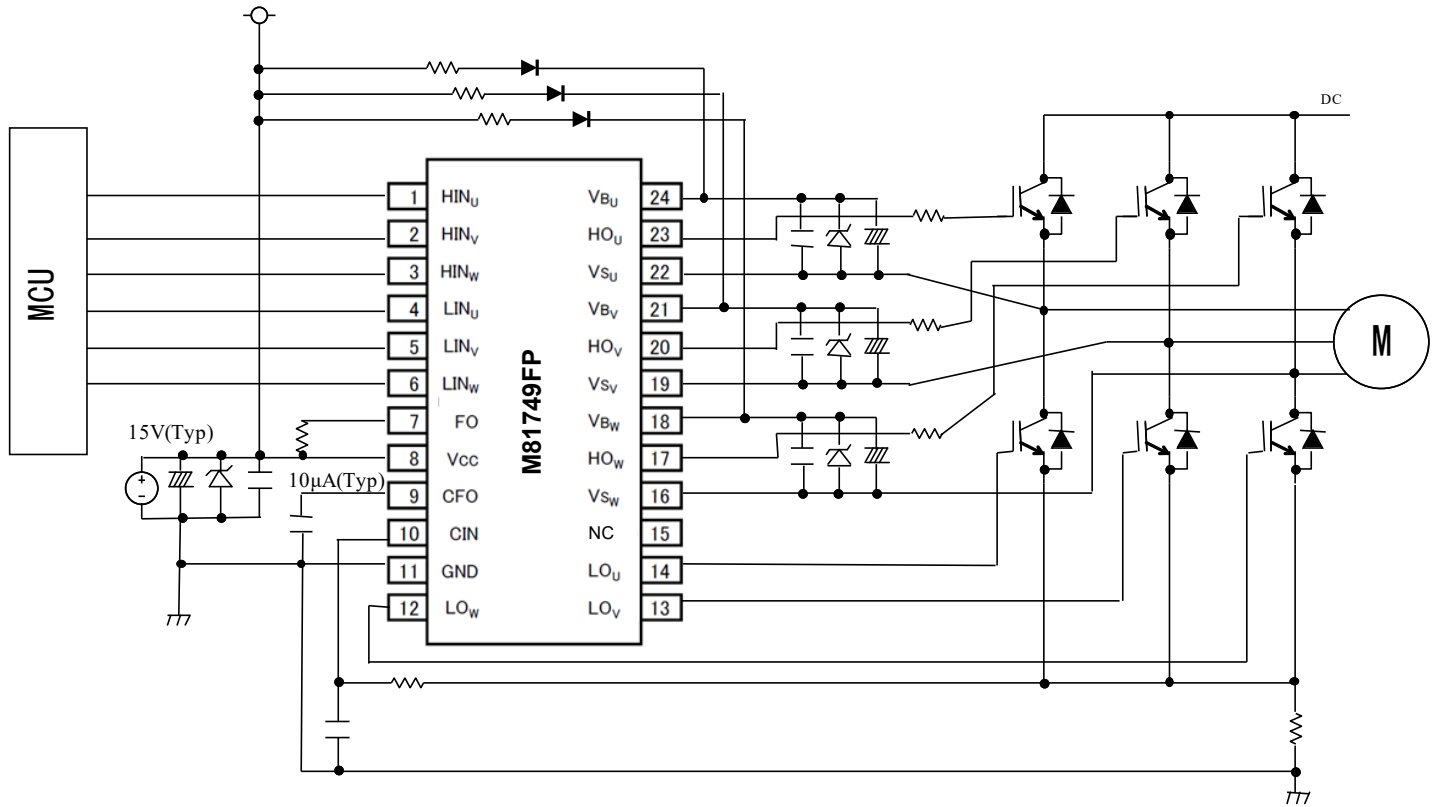 DC
MCU
1 HINU
2 HINV
3 HINW
4 LINU
5 LINV
6 LINW
7 FO
8 VCC
9 CFO
10 CIN
11 GND
12 LOW
M81749FP
VBU 24
HOU 23
VSU 22
VBV 21
HOV 20
VSV 19
VBW 18
HOW 17
VSW 16
NC 15
LOU 14
LOV 13
15V(Typ)
10μA(Typ)
M